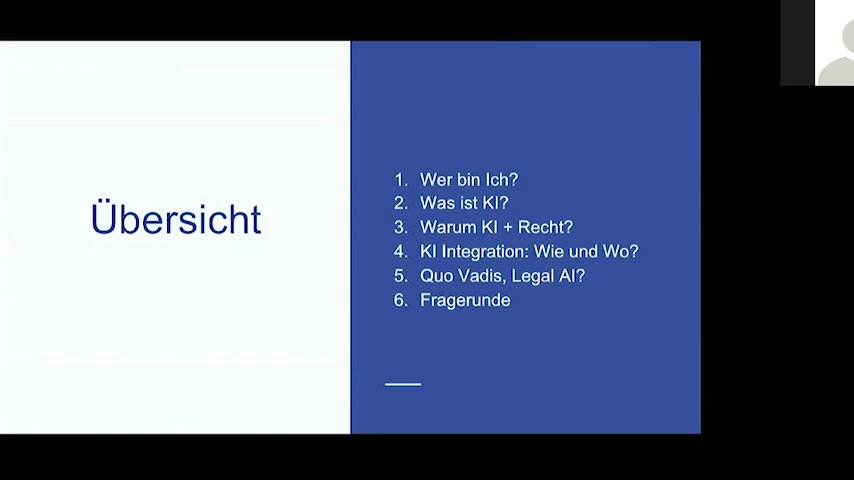 Übersicht
1. Wer bin Ich?
2. Was ist KI?
3. Warum KI + Recht?
4. KI Integration: Wie und Wo?
5. Quo Vadis, Legal AI?
6. Fragerunde